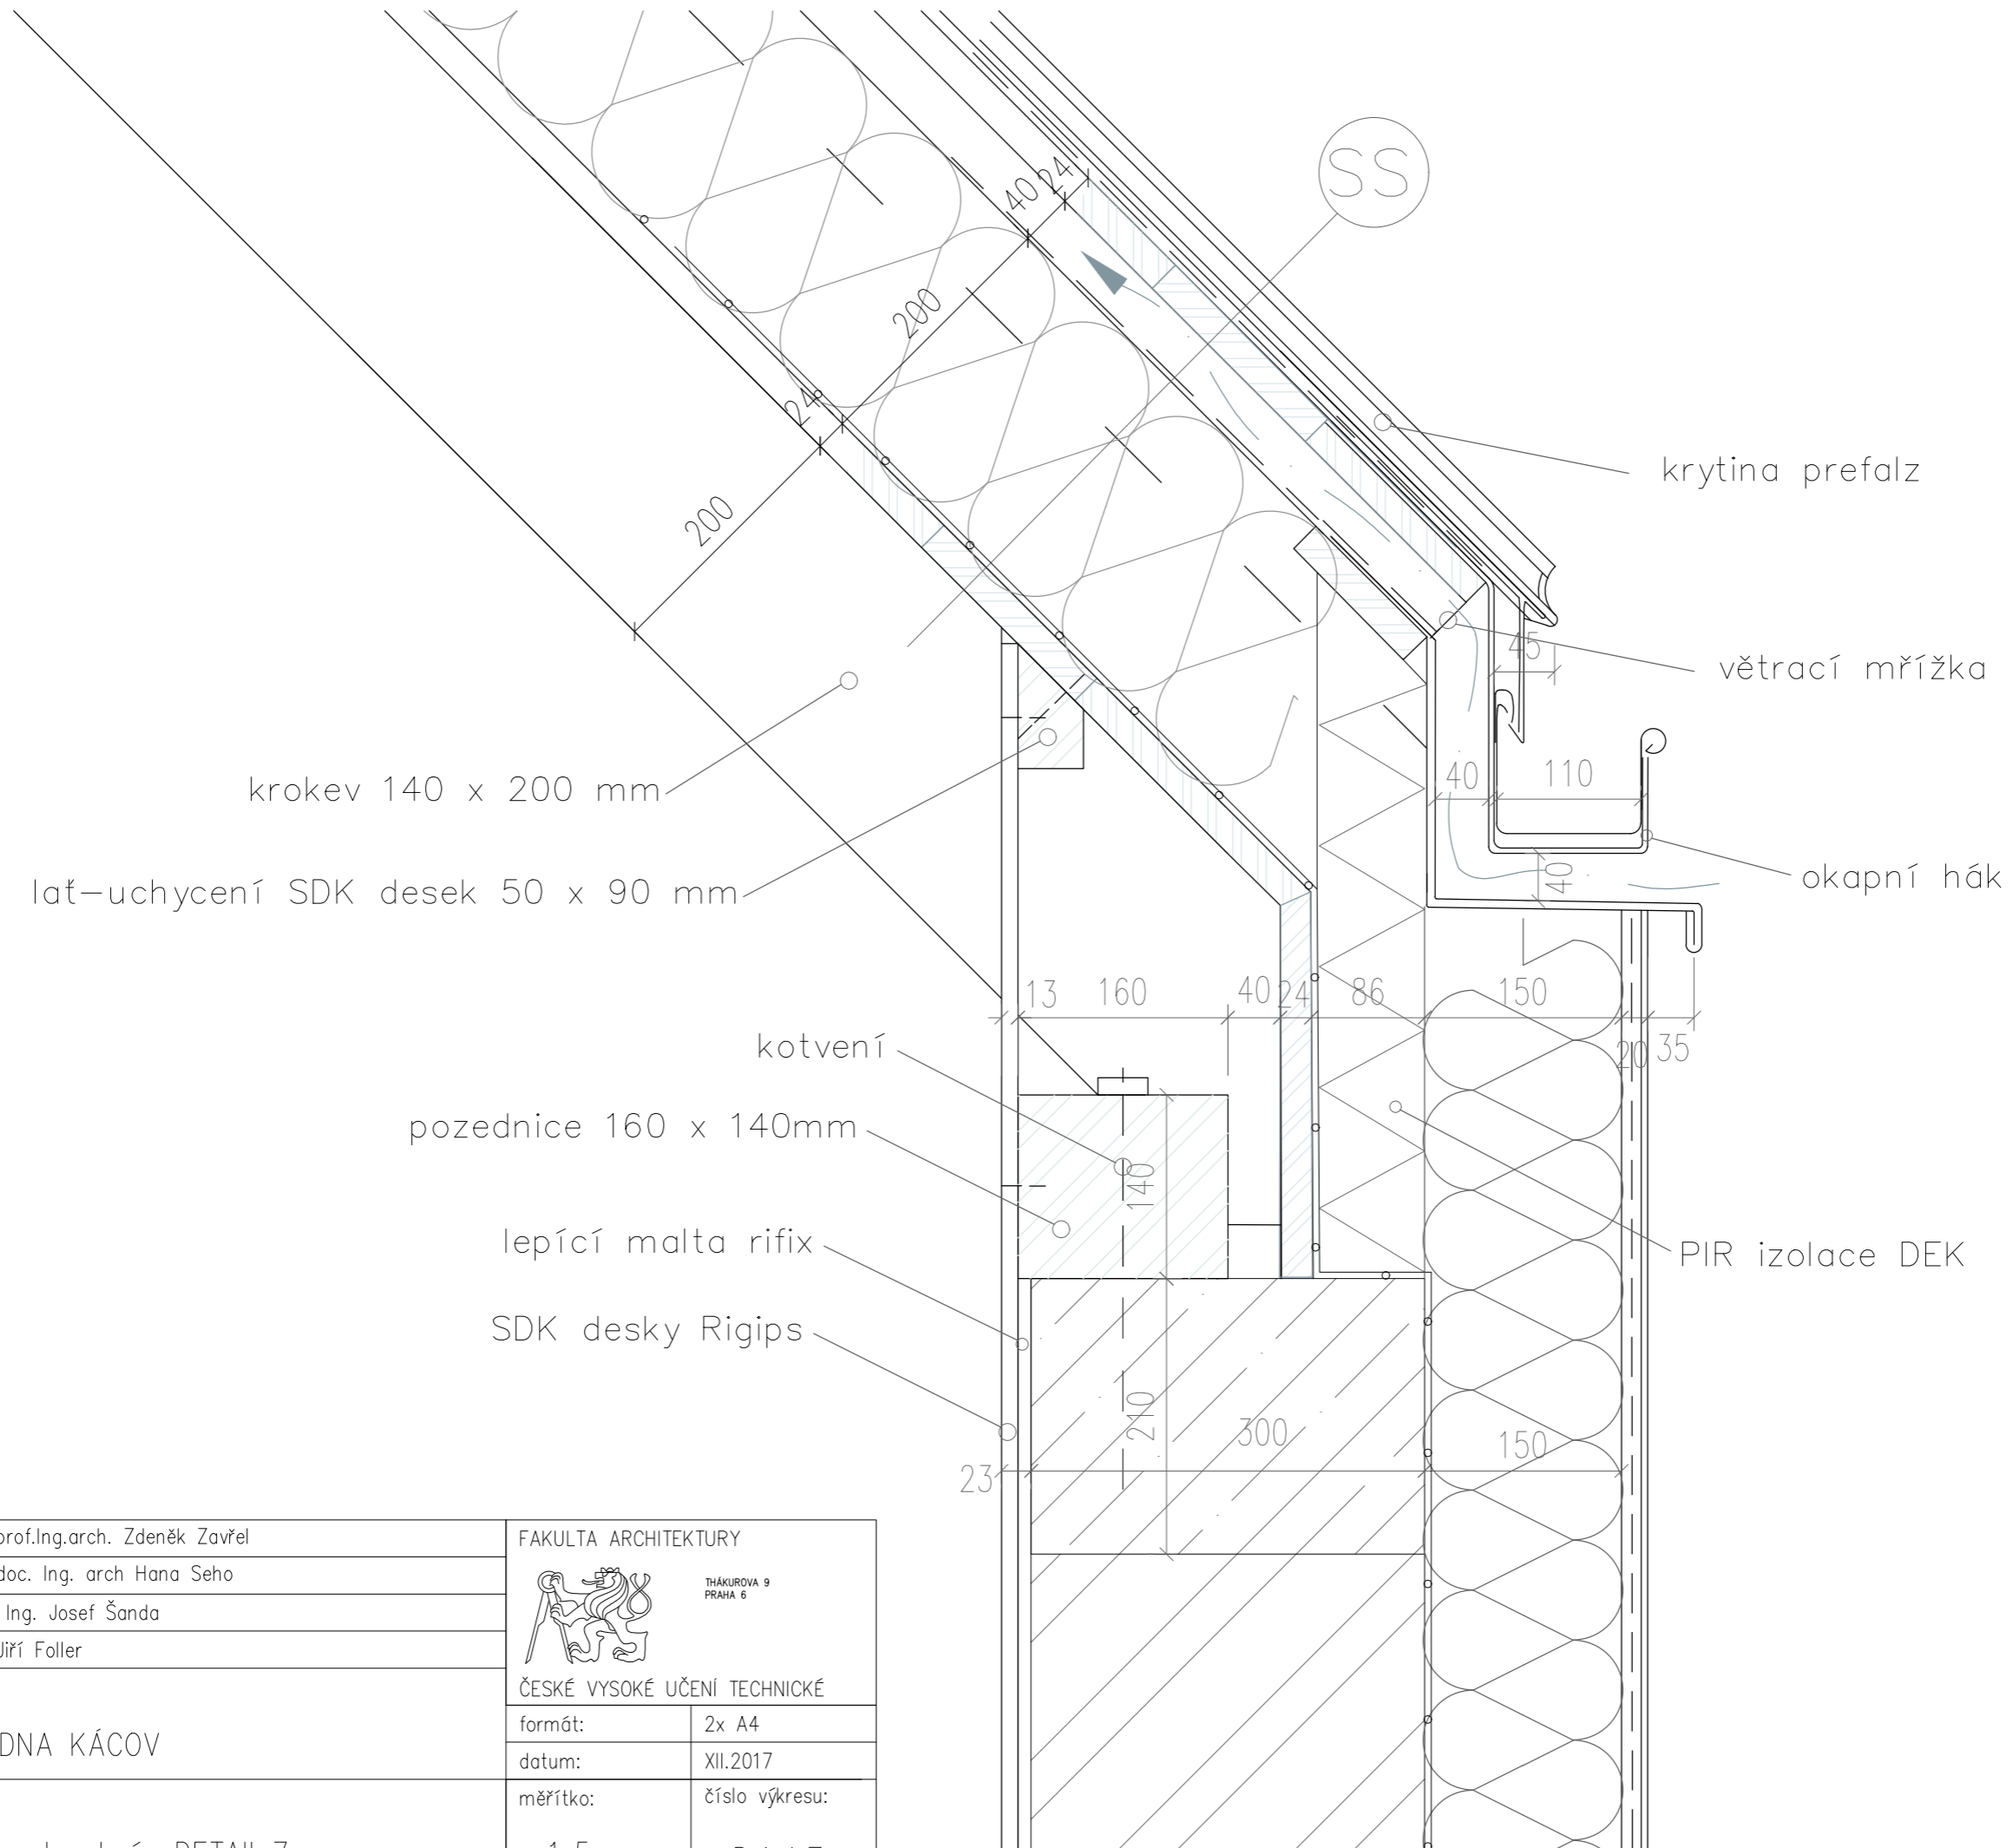 SS
40
24
200
24
200
krytina prefalz
45
větrací mřížka
40
110
krokev 140 x 200 mm
40
okapní hák
lať–uchycení SDK desek 50 x 90 mm
13
160
40
24
86
150
20
35
kotvení
pozednice 160 x 140mm
140
lepící malta rifix
PIR izolace DEK
SDK desky Rigips
210
300
150
23
prof.Ing.arch. Zdeněk Zavřel
doc. Ing. arch Hana Seho
Ing. Josef Šanda
Jiří Foller
DNA KÁCOV
FAKULTA ARCHITEKTURY
THÁKUROVA 9
PRAHA 6
ČESKÉ VYSOKÉ UČENÍ TECHNICKÉ
formát: 2x A4
datum: XII.2017
měřítko: číslo výkresu: